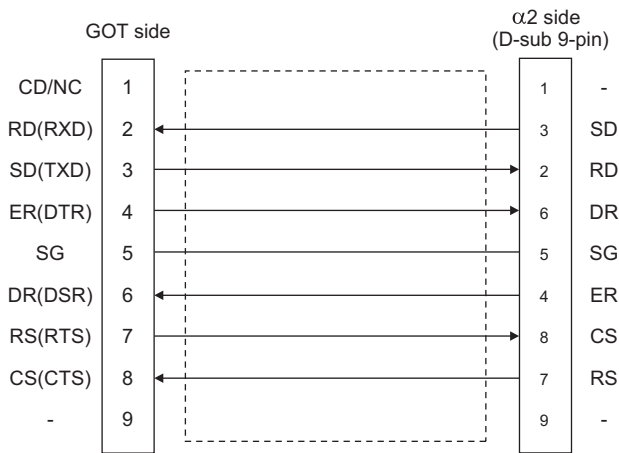 GOT side
α2 side
(D-sub 9-pin)
CD/NC 1 1 -
RD(RXD) 2 3 SD
SD(TXD) 3 2 RD
ER(DTR) 4 6 DR
SG 5 5 SG
DR(DSR) 6 4 ER
RS(RTS) 7 8 CS
CS(CTS) 8 7 RS
- 9 9 -